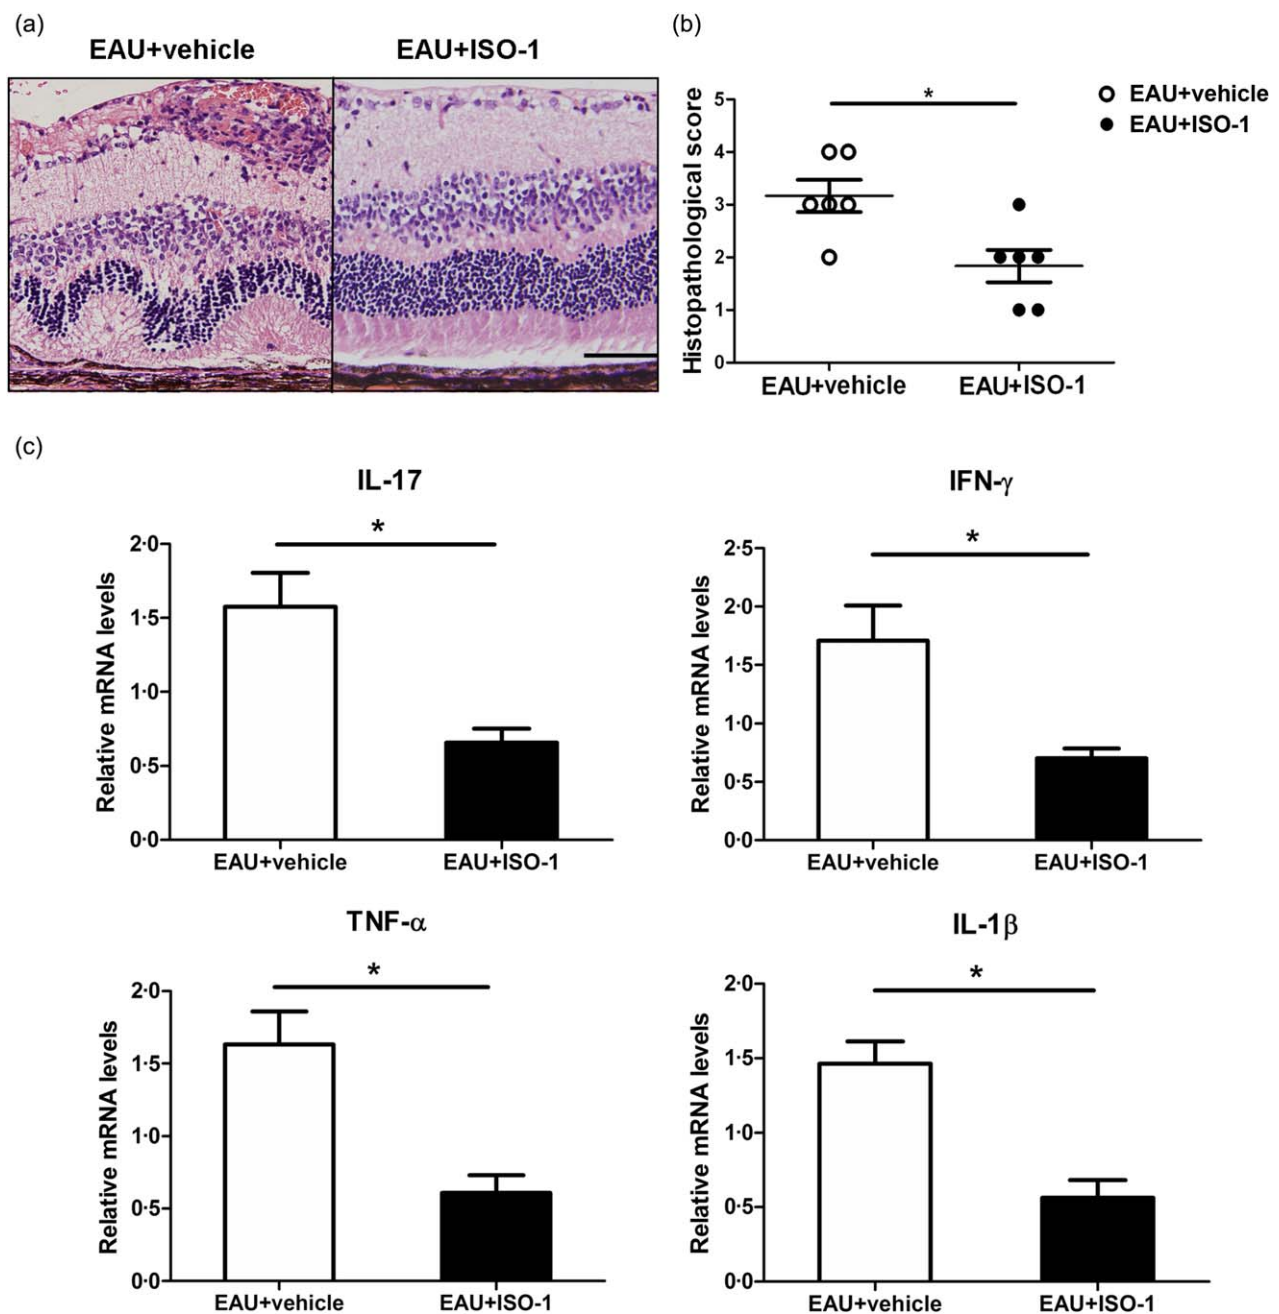 (a)
EAU+vehicle EAU+ISO-1
(b)
Histopathological score
5
4
3
2
1
0
*
EAU+vehicle EAU+ISO-1
EAU+vehicle
EAU+ISO-1
(c)
IL-17
Relative mRNA levels
2·0
1·5
1·0
0·5
0·0
*
EAU+vehicle EAU+ISO-1
IFN-γ
Relative mRNA levels
2·5
2·0
1·5
1·0
0·5
0·0
*
EAU+vehicle EAU+ISO-1
TNF-α
Relative mRNA levels
2·0
1·5
1·0
0·5
0·0
*
EAU+vehicle EAU+ISO-1
IL-1β
Relative mRNA levels
2·0
1·5
1·0
0·5
0·0
*
EAU+vehicle EAU+ISO-1